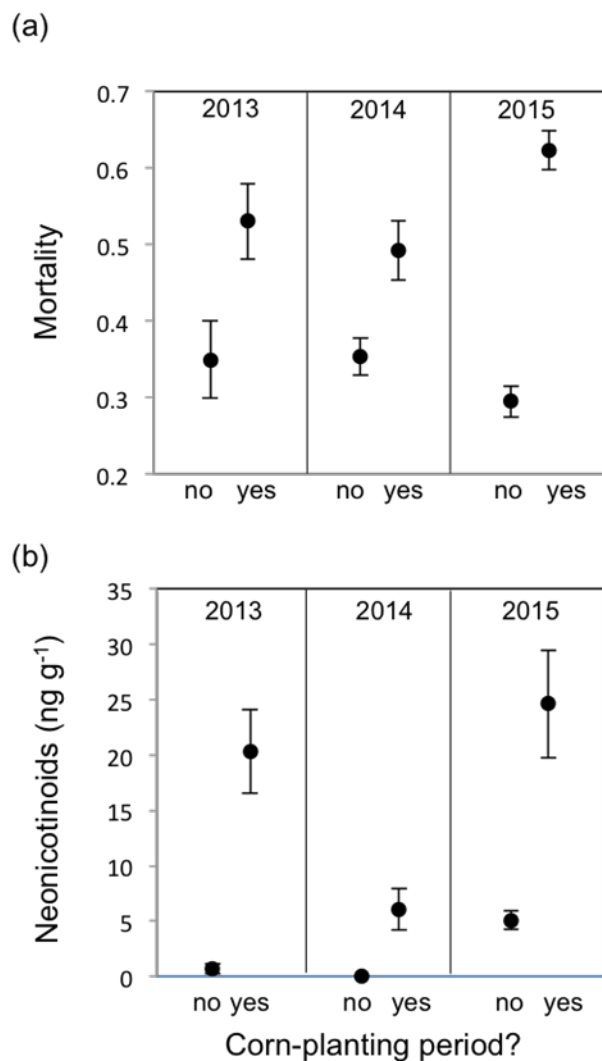 (a)
Mortality
0.7
0.6
0.5
0.4
0.3
0.2
2013 2014 2015
no yes no yes no yes
(b)
Neonicotinoids (ng g⁻¹)
35
30
25
20
15
10
5
0
2013 2014 2015
no yes no yes no yes
Corn-planting period?